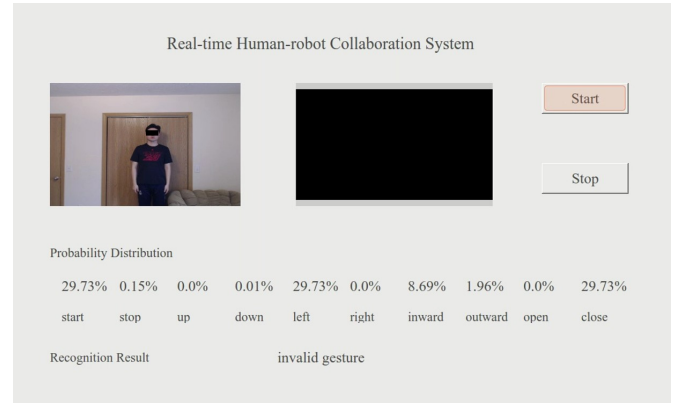 Real-time Human-robot Collaboration System
Start
Stop
Probability Distribution
29.73% 0.15% 0.0% 0.01% 29.73% 0.0% 8.69% 1.96% 0.0% 29.73%
start stop up down left right inward outward open close
Recognition Result invalid gesture